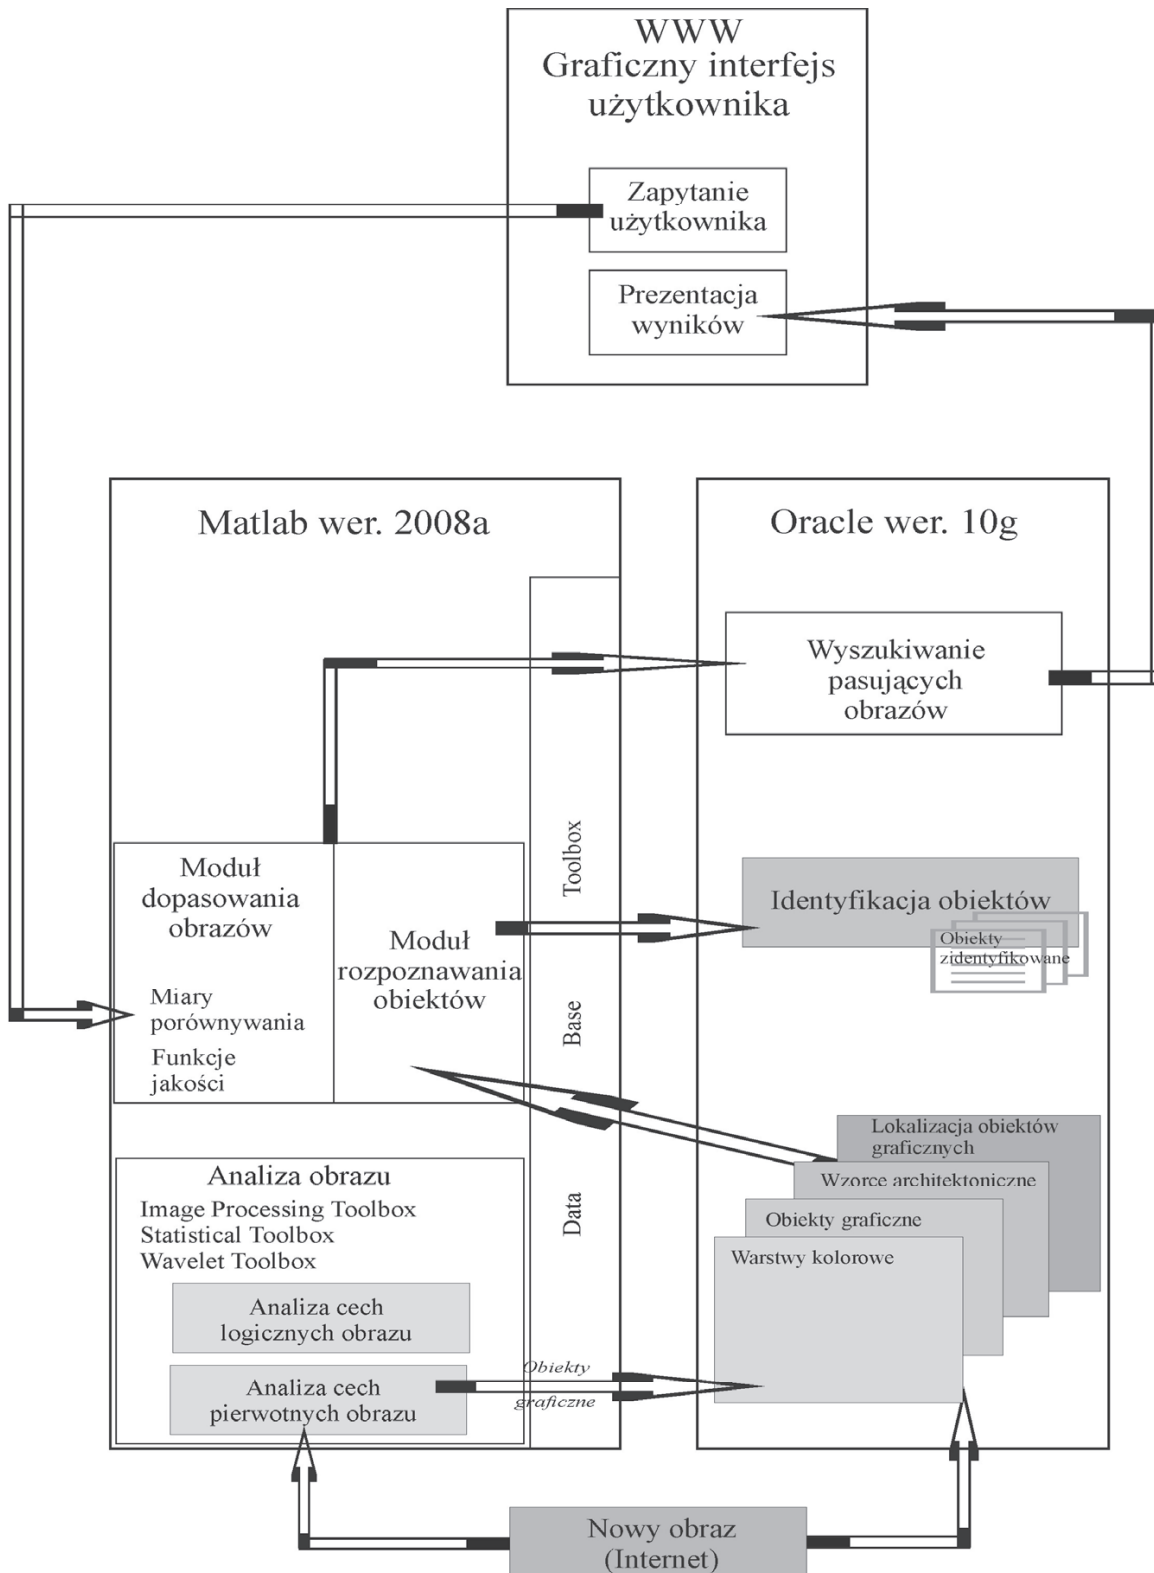 WWW
Graficzny interfejs
użytkownika
Zapytanie
użytkownika
Prezentacja
wyników
Matlab wer. 2008a
Oracle wer. 10g
Wyszukiwanie
pasujących
obrazów
Moduł
dopasowania
obrazów
Miary
porównywania
Funkcje
jakości
Moduł
rozpoznawania
obiektów
Data Base Toolbox
Identyfikacja obiektów
Obiekty
zidentyfikowane
Lokalizacja obiektów
graficznych
Wzorce architektoniczne
Obiekty graficzne
Warstwy kolorowe
Analiza obrazu
Image Processing Toolbox
Statistical Toolbox
Wavelet Toolbox
Analiza cech
logicznych obrazu
Analiza cech
pierwotnych obrazu
Obiekty
graficzne
Nowy obraz
(Internet)